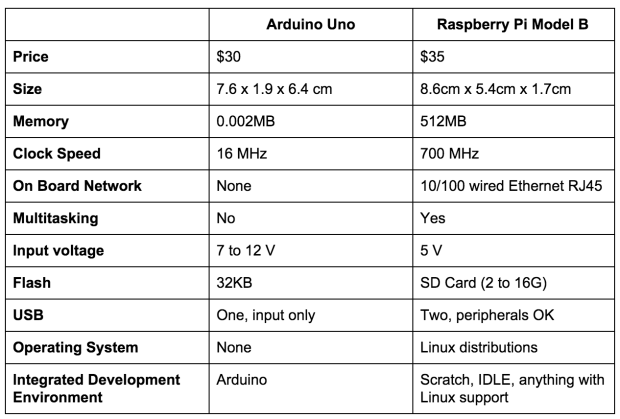 Arduino Uno Raspberry Pi Model B
Price $30 $35
Size 7.6 x 1.9 x 6.4 cm 8.6cm x 5.4cm x 1.7cm
Memory 0.002MB 512MB
Clock Speed 16 MHz 700 MHz
On Board Network None 10/100 wired Ethernet RJ45
Multitasking No Yes
Input voltage 7 to 12 V 5 V
Flash 32KB SD Card (2 to 16G)
USB One, input only Two, peripherals OK
Operating System None Linux distributions
Integrated Development Arduino Scratch, IDLE, anything with
Environment Linux support